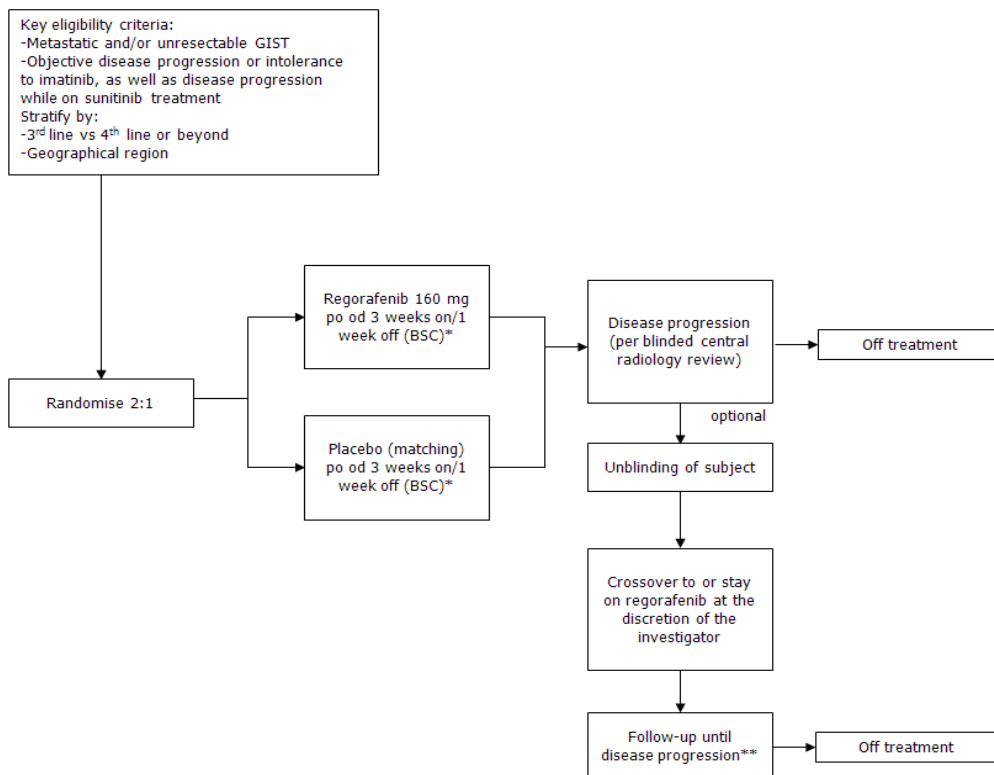 Key eligibility criteria:
-Metastatic and/or unresectable GIST
-Objective disease progression or intolerance
to imatinib, as well as disease progression
while on sunitinib treatment
Stratify by:
-3rd line vs 4th line or beyond
-Geographical region
Randomise 2:1
Regorafenib 160 mg
po od 3 weeks on/1
week off (BSC)*
Placebo (matching)
po od 3 weeks on/1
week off (BSC)*
Disease progression
(per blinded central
radiology review)
Off treatment
optional
Unblinding of subject
Crossover to or stay
on regorafenib at the
discretion of the
investigator
Follow-up until
disease progression**
Off treatment